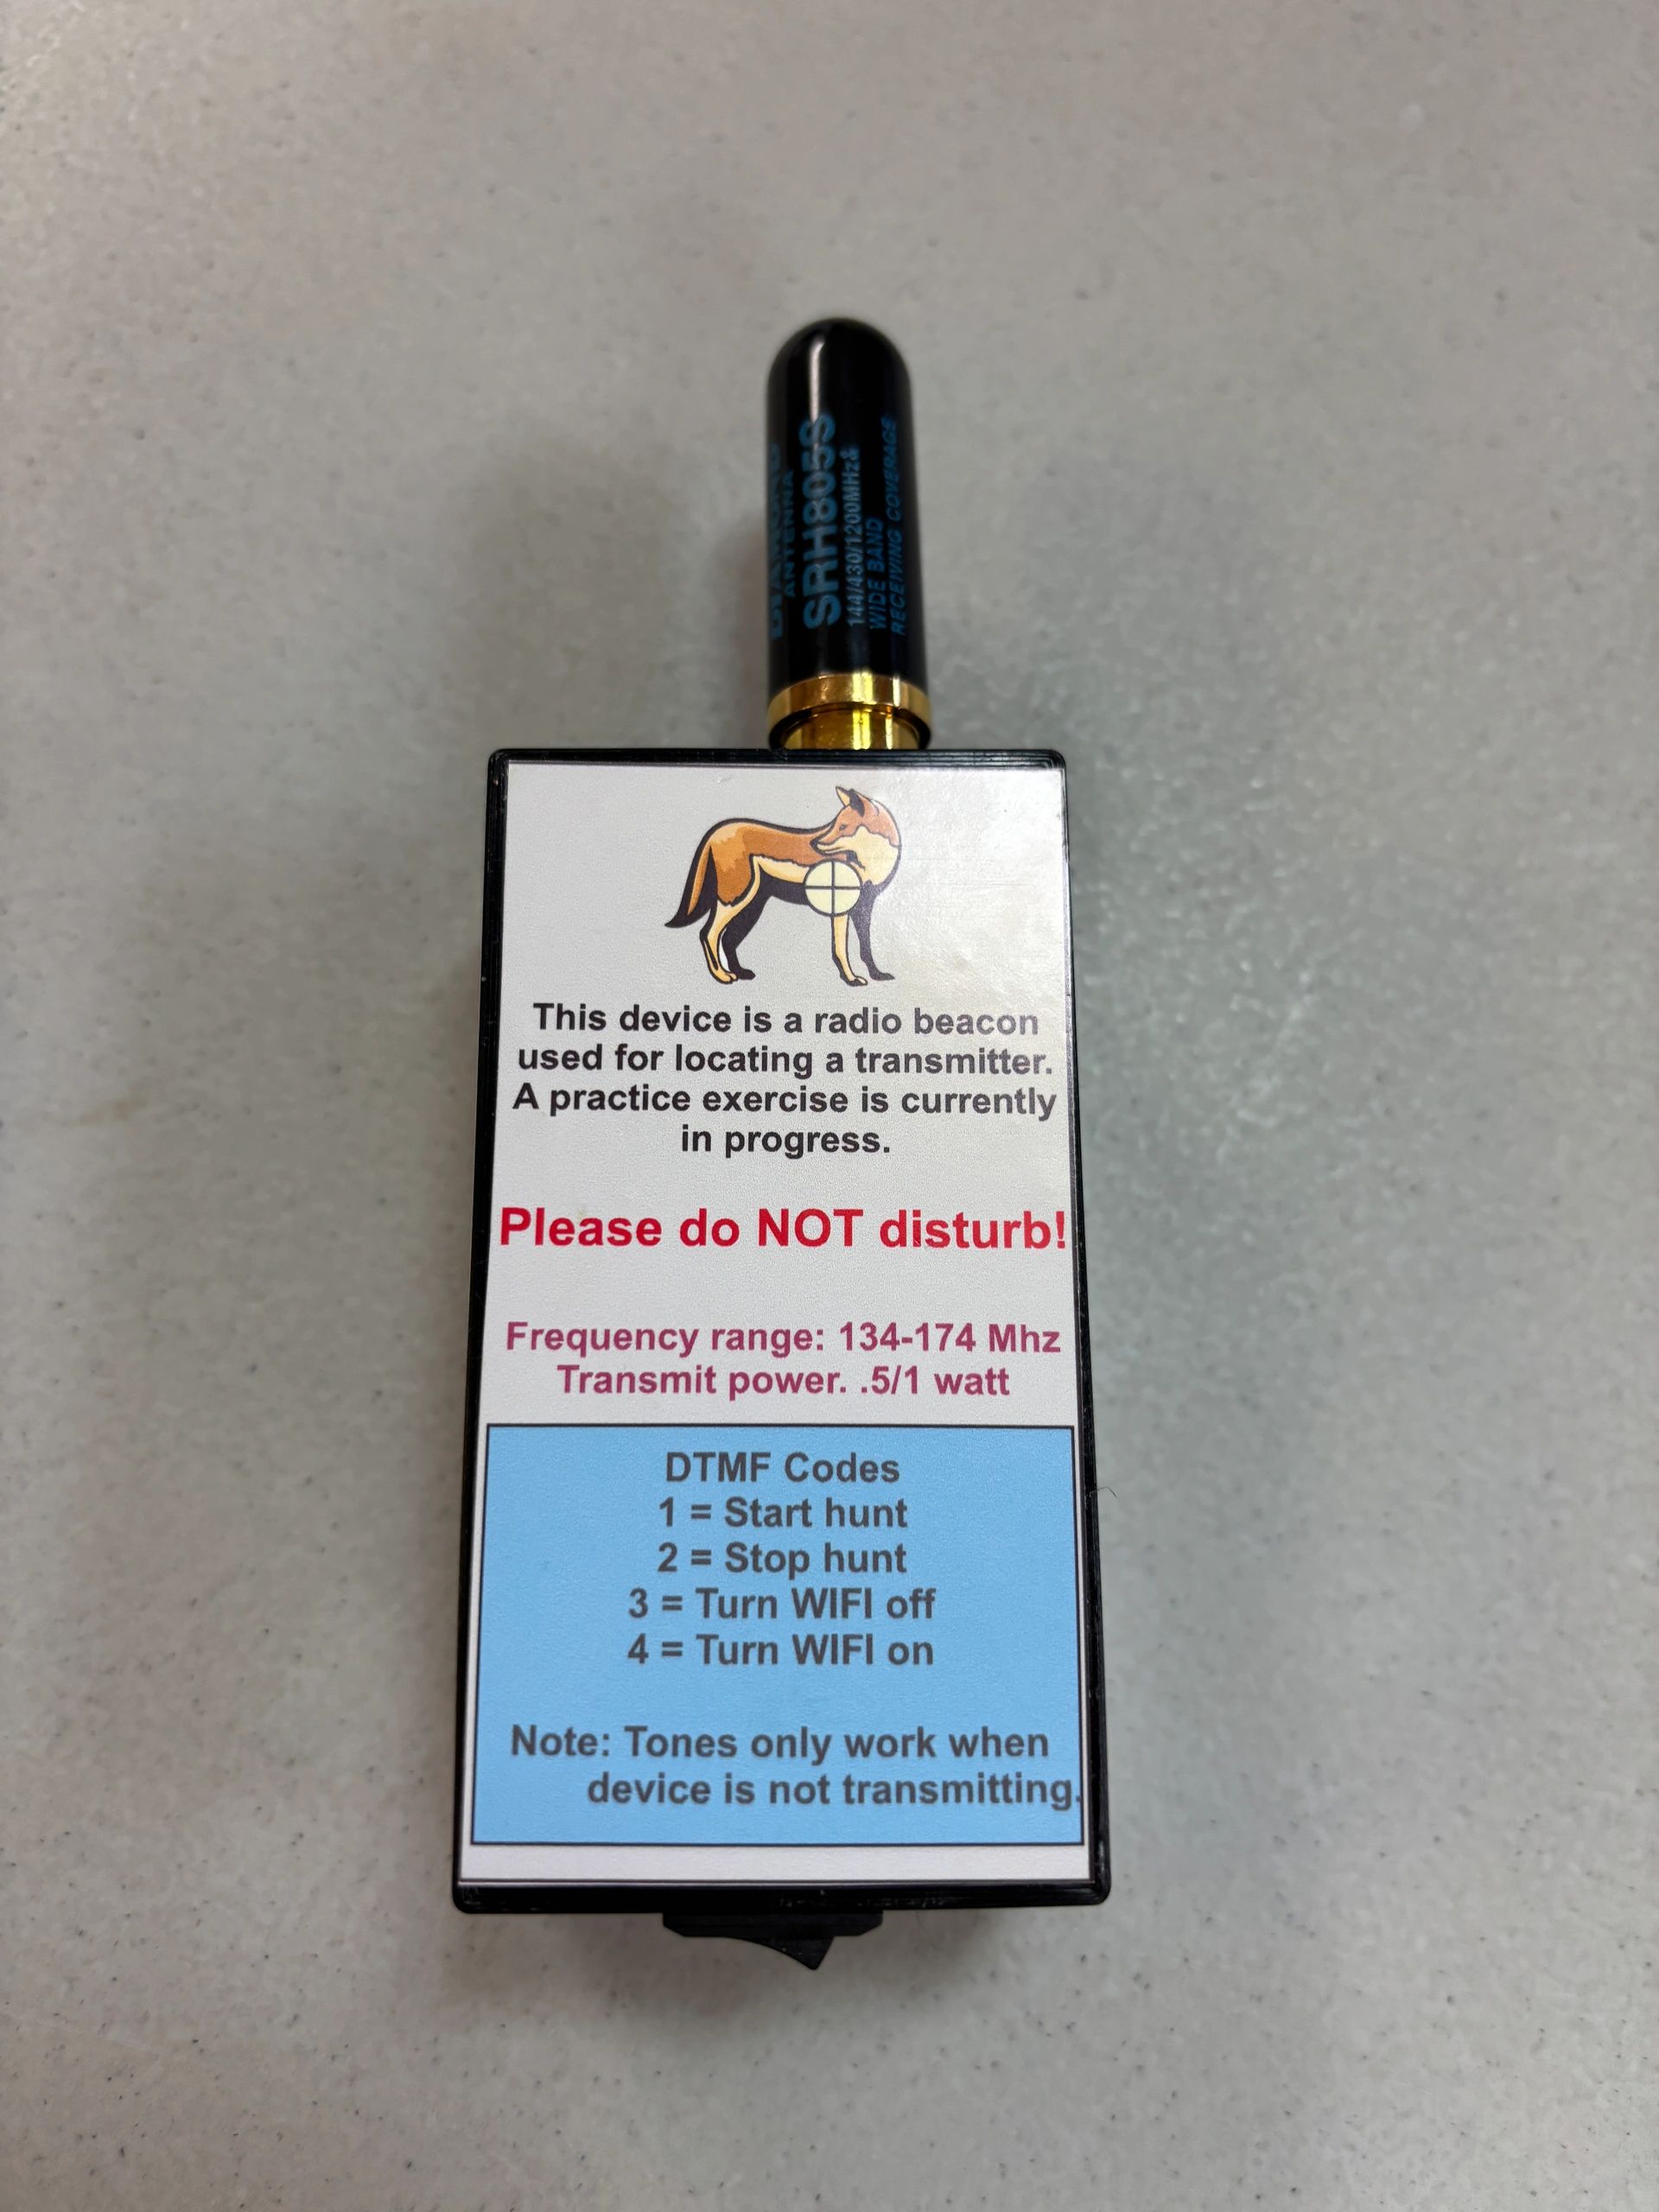 DIAMOND
ANTENNA
SRH805S
144/430/1200MHz&
WIDE BAND
RECEIVING COVERAGE
This device is a radio beacon
used for locating a transmitter.
A practice exercise is currently
in progress.
Please do NOT disturb!
Frequency range: 134-174 Mhz
Transmit power. .5/1 watt
DTMF Codes
1 = Start hunt
2 = Stop hunt
3 = Turn WIFI off
4 = Turn WIFI on
Note: Tones only work when
device is not transmitting.